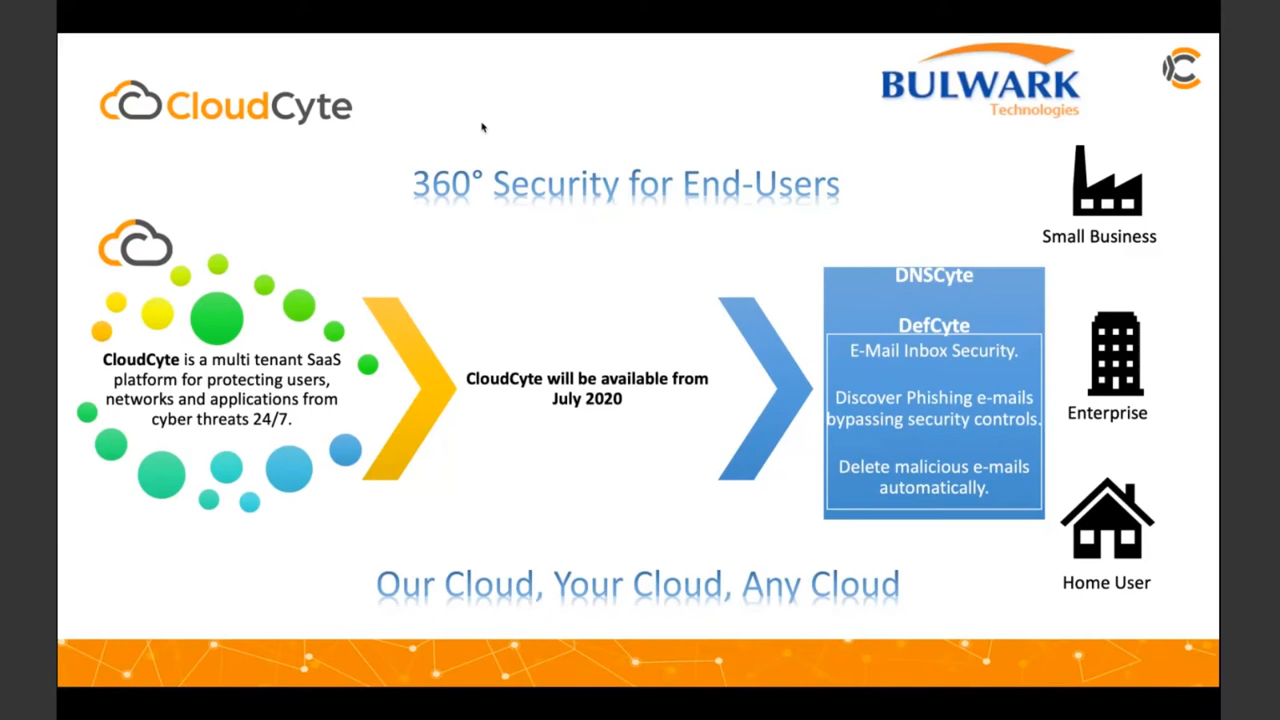 CloudCyte
BULWARK
Technologies
360° Security for End-Users
Small Business
CloudCyte is a multi tenant SaaS
platform for protecting users,
networks and applications from
cyber threats 24/7.
CloudCyte will be available from
July 2020
DNSCyte
DefCyte
E-Mail Inbox Security.
Discover Phishing e-mails
bypassing security controls.
Delete malicious e-mails
automatically.
Enterprise
Home User
Our Cloud, Your Cloud, Any Cloud